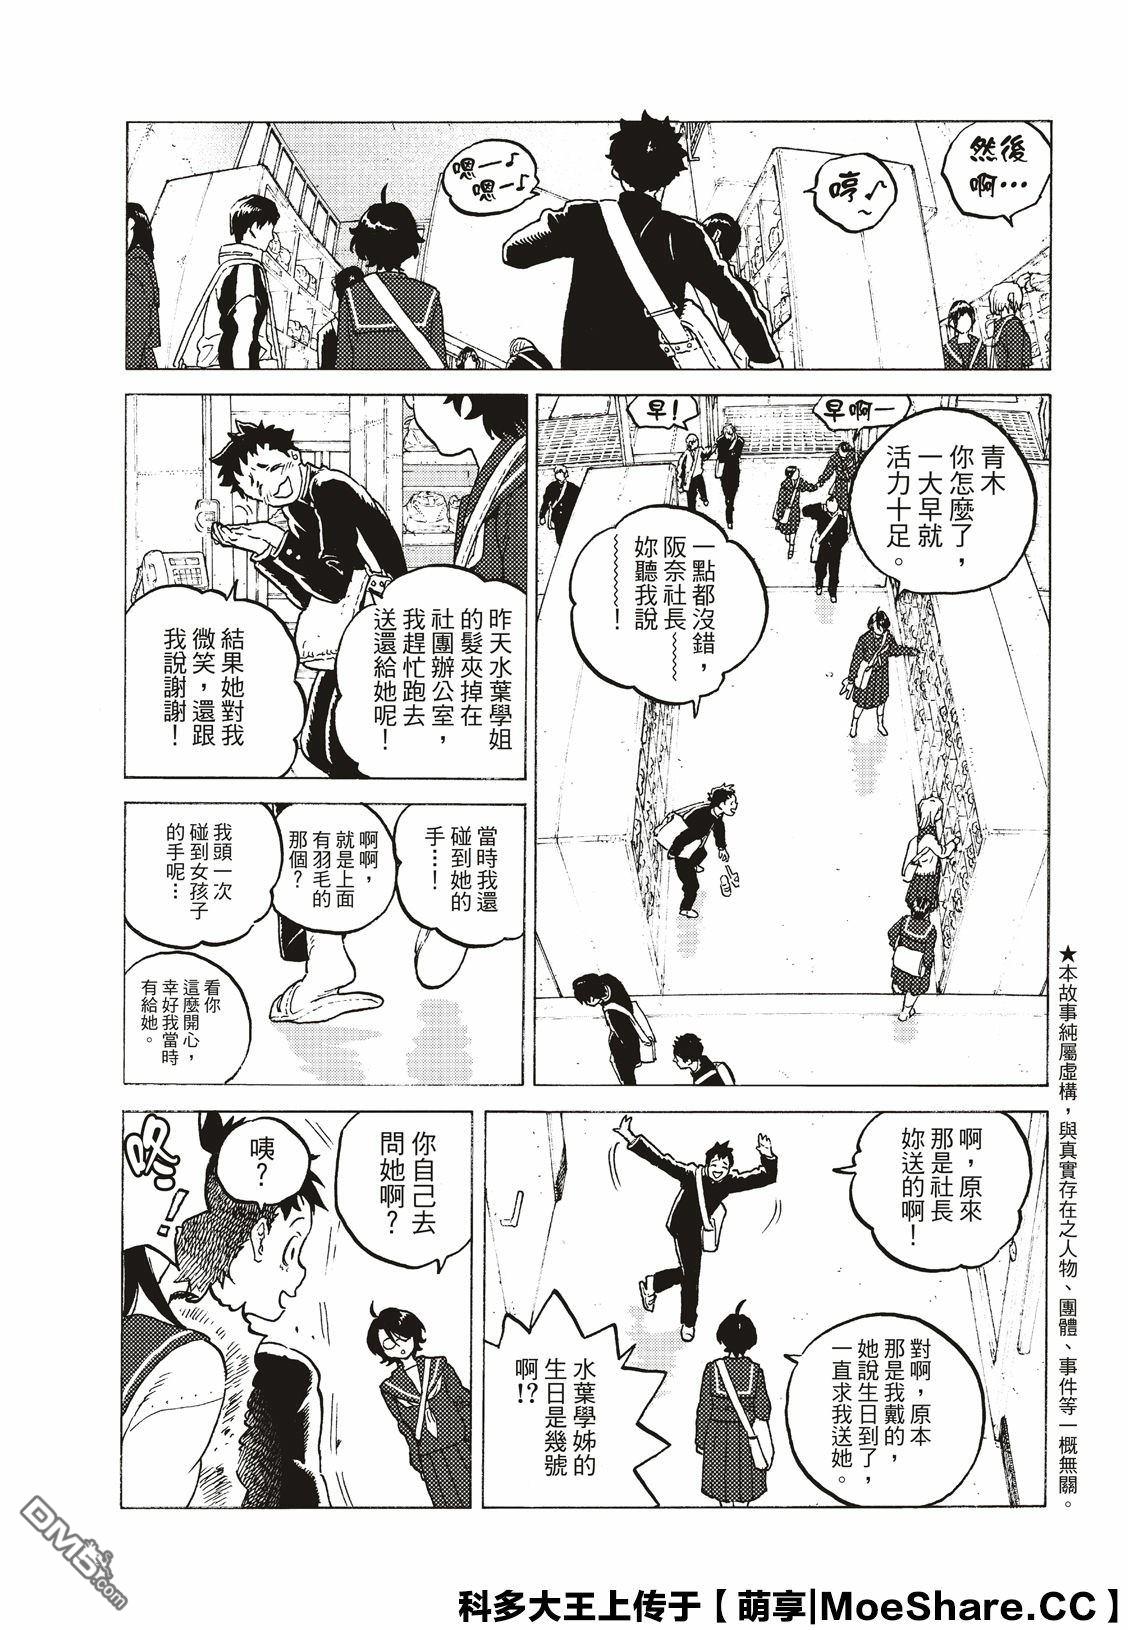 然後
啊…
哼♪~
嗯一♪
嗯一♪
早啊一
早！
青木
你怎麼了，
一大早就
活力十足。
一點都沒錯，
阪奈社長~~~~
妳聽我說
~~~~~~~！
昨天水葉學姐
的髮夾掉在
社團辦公室，
我趕忙跑去
送還給她呢！
結果她對我
微笑，還跟
我說謝謝！
當時我還
碰到她的
手…！
啊啊，
就是上面
有羽毛的
那個？
我頭一次
碰到女孩子
的手呢…
看你
這麼開心，
幸好我當時
有給她。
啊，原來
那是社長
妳送的啊！
對啊，原本
那是我戴的，
她說生日到了，
一直求我送她。
水葉學姊的
生日是幾號
啊!?
你自己去
問她啊？
咦？
咚！
★本故事純屬虛構，與真實存在之人物、團體、事件等一概無關。
DM5.com
科多大王上传于【萌享|MoeShare.CC】